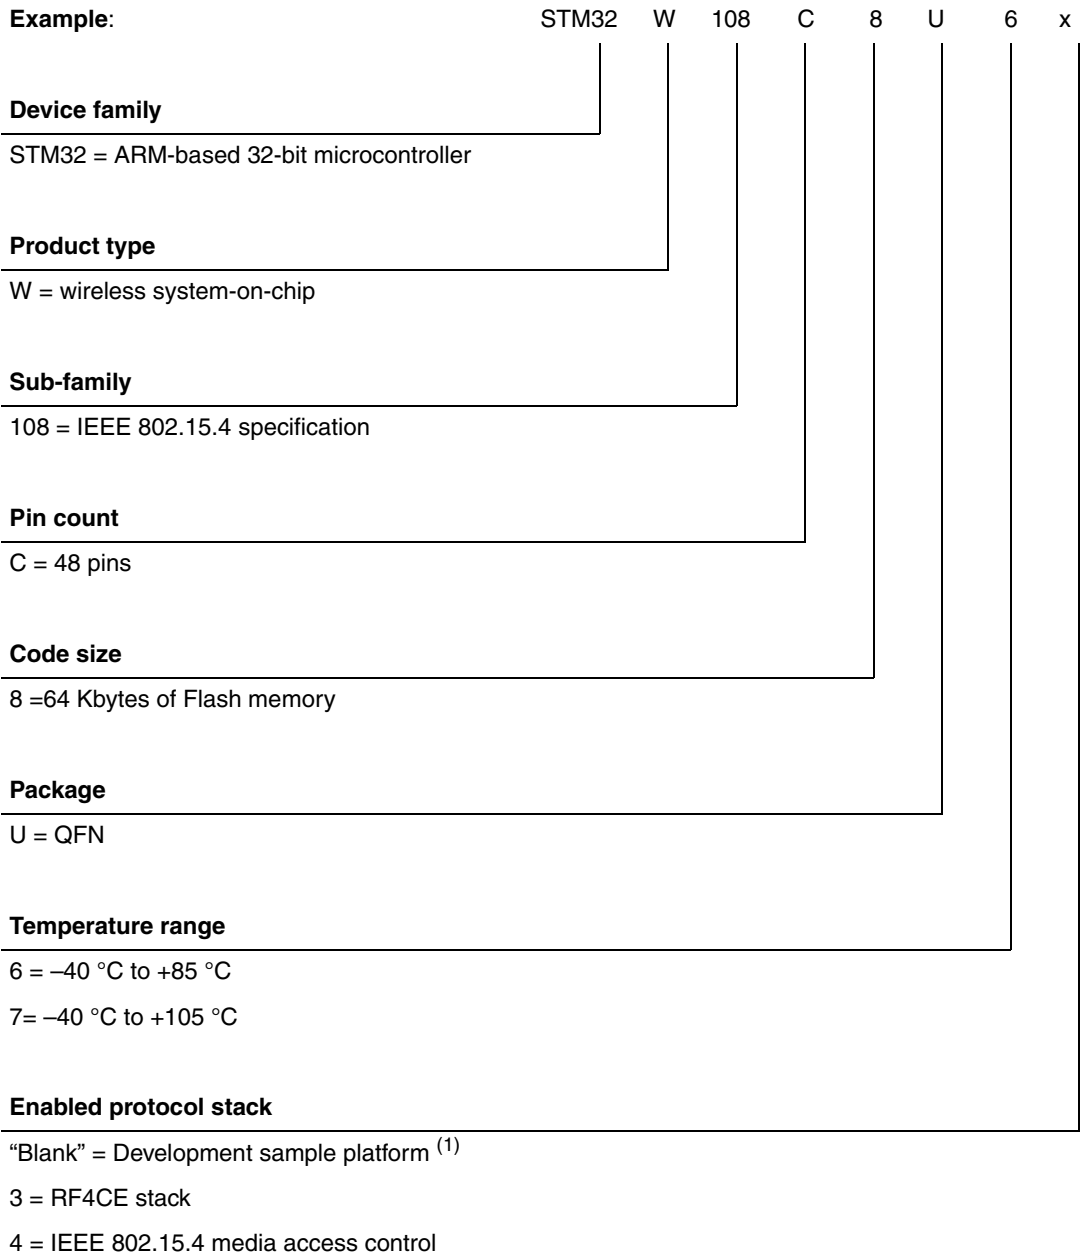 Example: STM32 W 108 C 8 U 6 x
Device family
STM32 = ARM-based 32-bit microcontroller
Product type
W = wireless system-on-chip
Sub-family
108 = IEEE 802.15.4 specification
Pin count
C = 48 pins
Code size
8 =64 Kbytes of Flash memory
Package
U = QFN
Temperature range
6 = –40 °C to +85 °C
7= –40 °C to +105 °C
Enabled protocol stack
“Blank” = Development sample platform (1)
3 = RF4CE stack
4 = IEEE 802.15.4 media access control